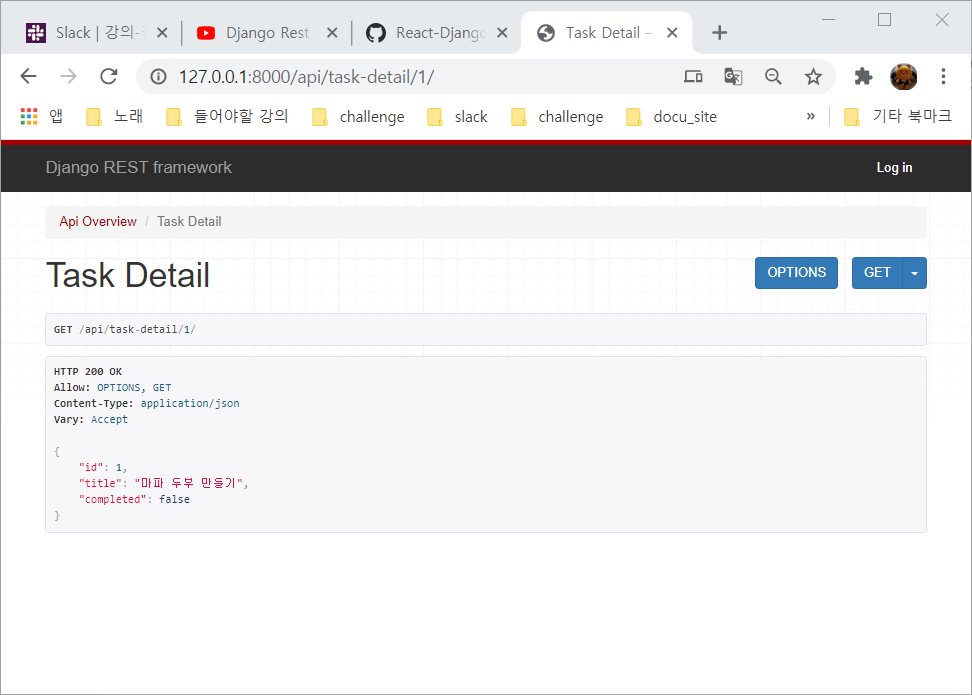 Slack | 강의-
Django Rest
React-Django
Task Detail –
127.0.0.1:8000/api/task-detail/1/
앱 노래 들어야할 강의 challenge slack challenge docu_site » 기타 북마크
Django REST framework Log in
Api Overview / Task Detail
Task Detail OPTIONS GET
GET /api/task-detail/1/
HTTP 200 OK
Allow: OPTIONS, GET
Content-Type: application/json
Vary: Accept
{
"id": 1,
"title": "마파 두부 만들기",
"completed": false
}